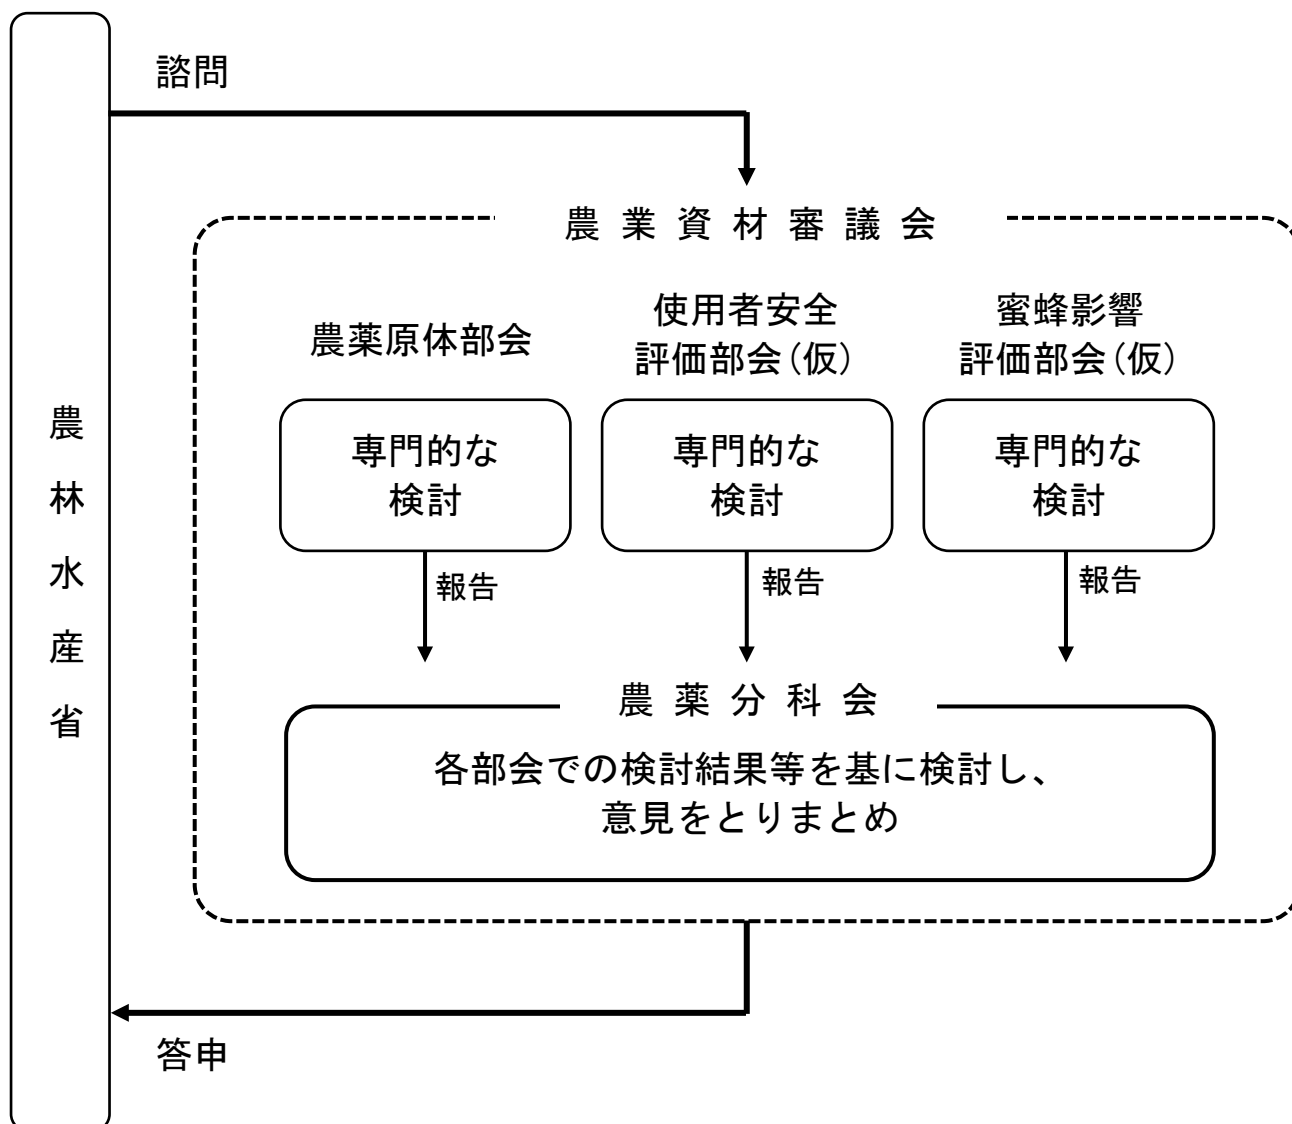 農林水産省
諮問
農業資材審議会
農薬原体部会
使用者安全
評価部会(仮)
蜜蜂影響
評価部会(仮)
専門的な
検討
専門的な
検討
専門的な
検討
報告
報告
報告
農薬分科会
各部会での検討結果等を基に検討し、
意見をとりまとめ
答申